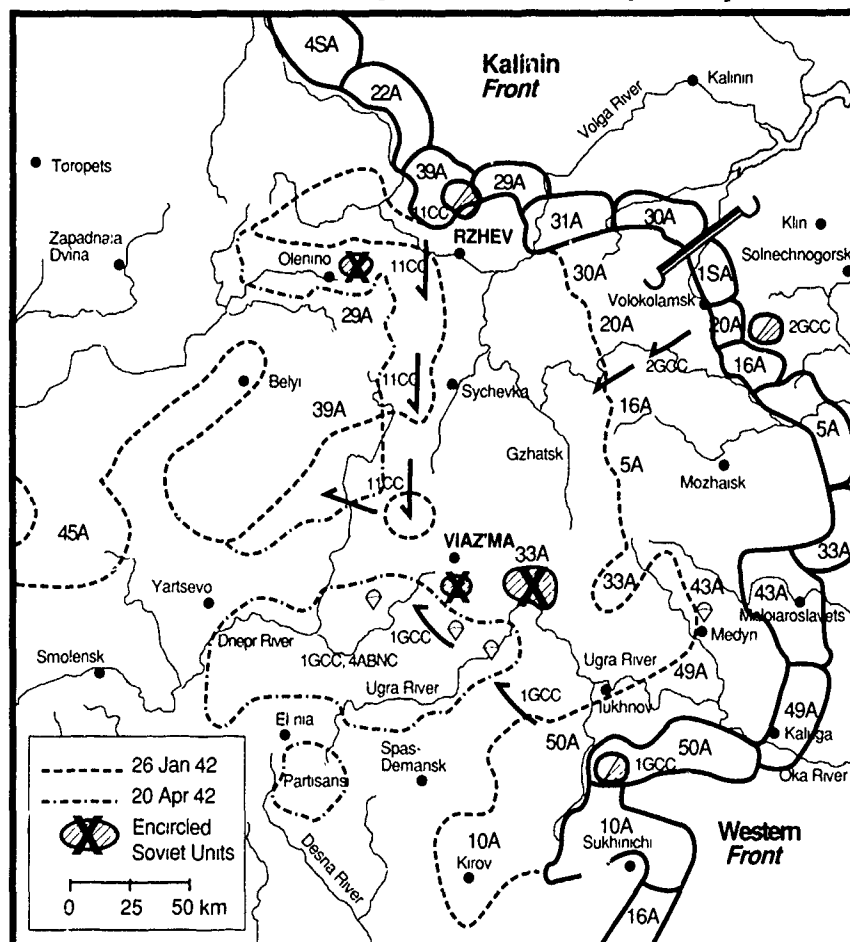 4SA
Kalinin
Front
22A
Kalinin
Volga River
Toropets
39A
29A
11CC
31A
30A
Klin
RZHEV
Zapadnaia
Dvina
Olenino
11CC
30A
1SA
Solnechnogorsk
Volokolamsk
29A
20A
20A
2GCC
2GCC
16A
Belyi
11CC
Sychevka
39A
16A
5A
Gzhatsk
5A
Mozhaisk
11CC
45A
VIAZ'MA
33A
33A
Yartsevo
33A
43A
43A
Maloiaroslavets
Medyn
Dnepr River
1GCC
1GCC, 4ABNC
Smolensk
Ugra River
Ugra River
49A
1GCC
Iukhnov
49A
El nia
50A
50A
Kaluga
Spas-
Demansk
1GCC
Oka River
26 Jan 42
Partisans
20 Apr 42
Encircled
Soviet Units
Desna River
10A
10A
Sukhinichi
Western
Front
Kirov
0 25 50 km
16A